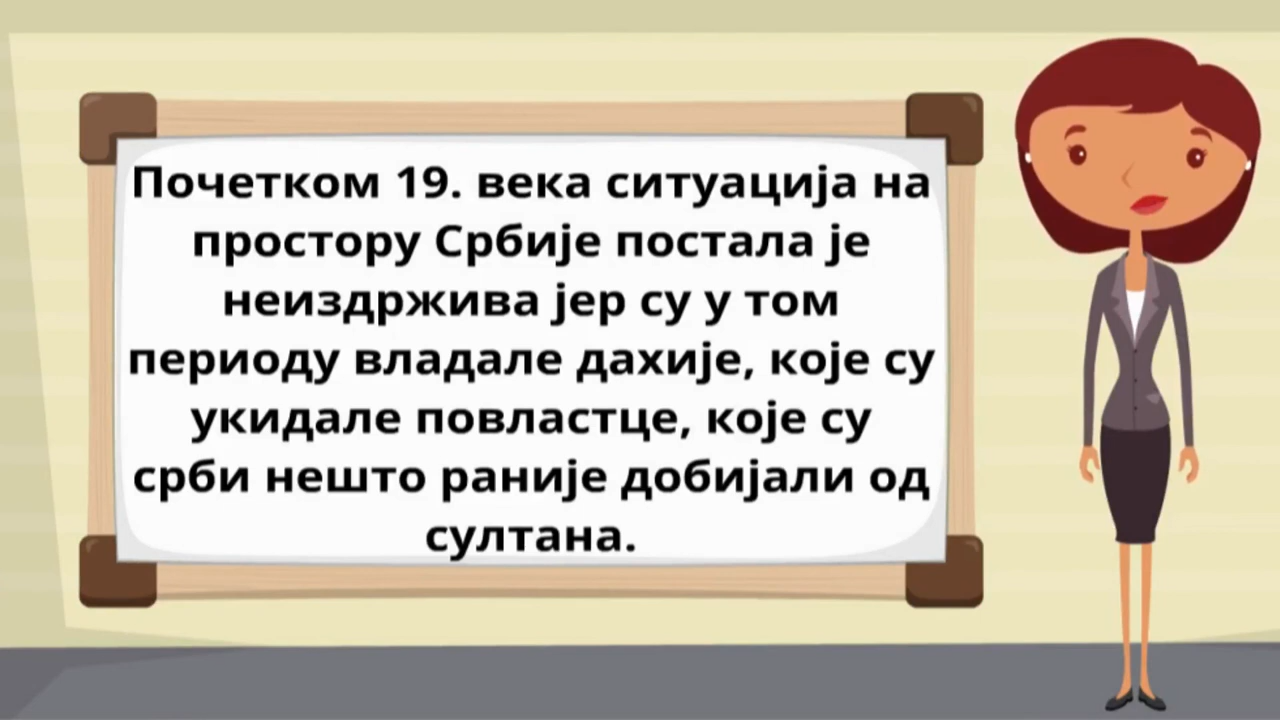 Почетком 19. века ситуација на
простору Србије постала је
неиздржива јер су у том
периоду владале дахије, које су
укидале повластце, које су
срби нешто раније добијали од
султана.